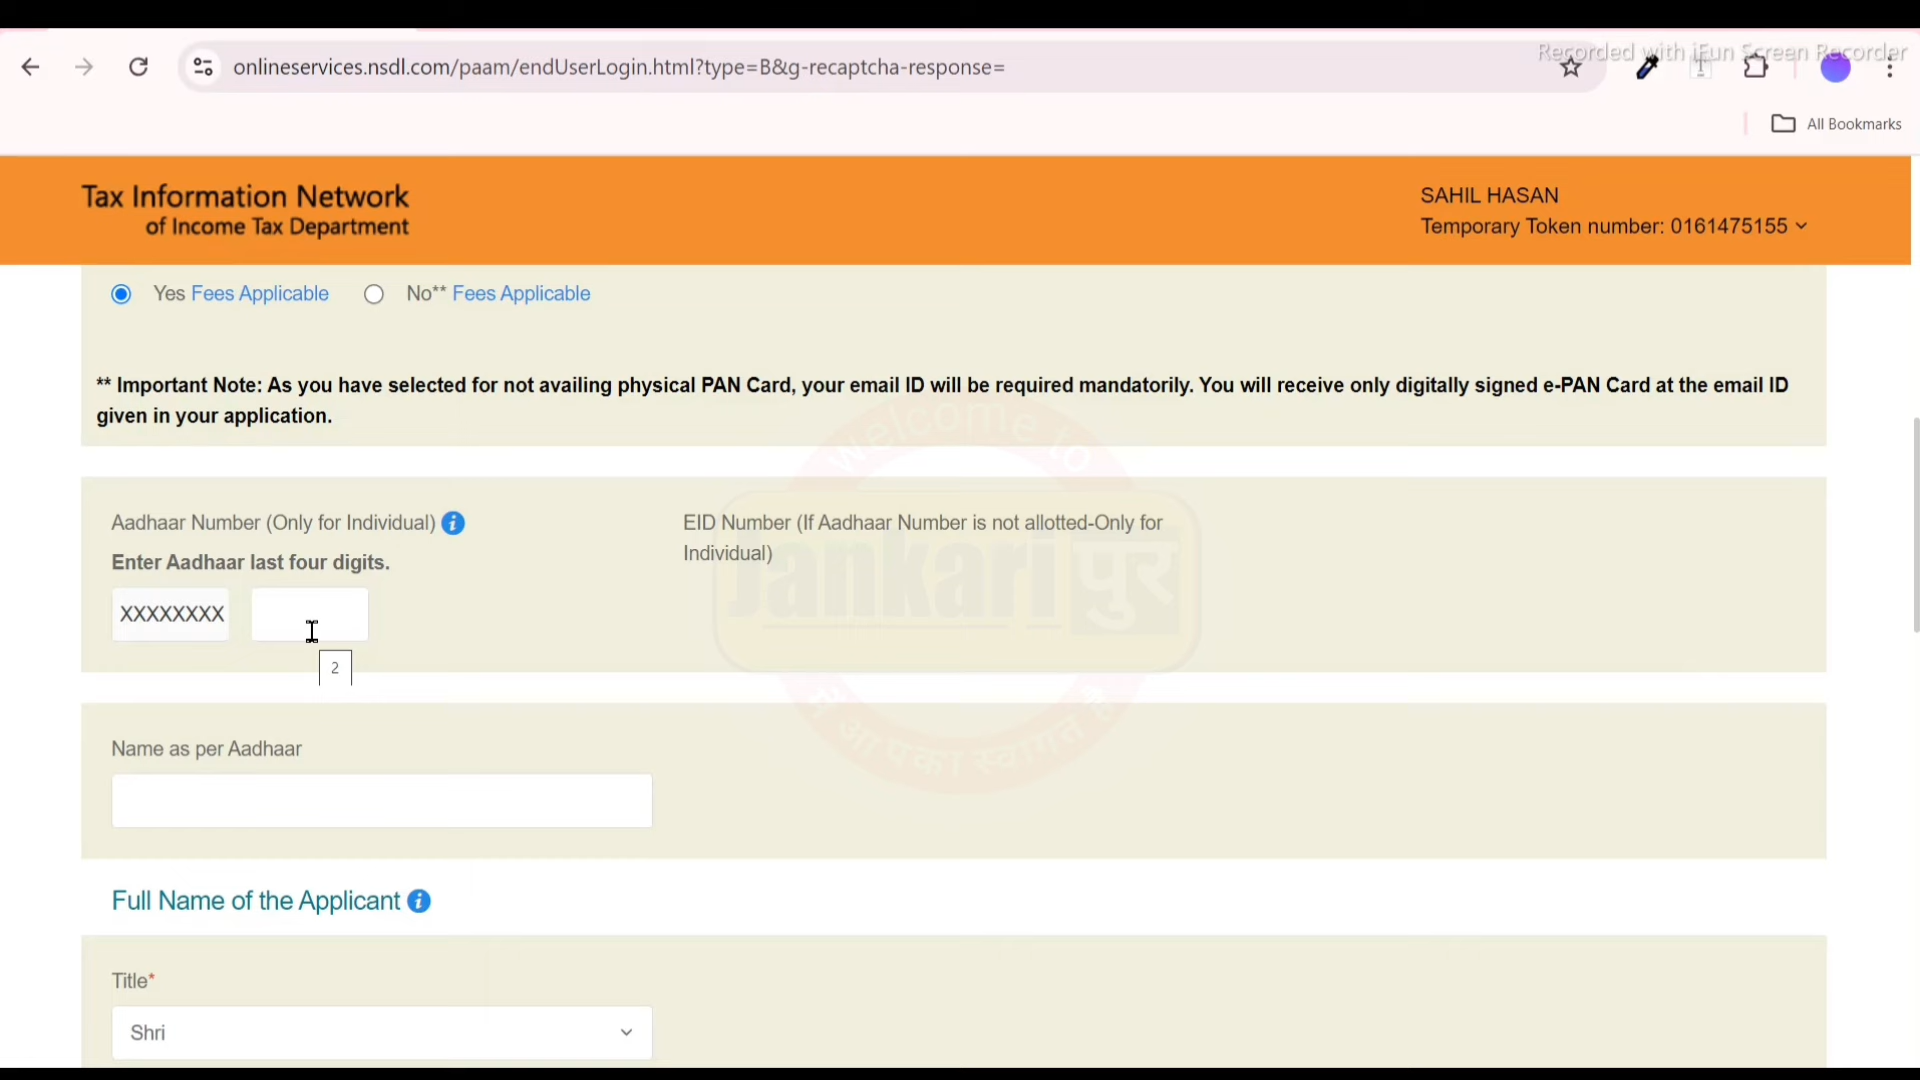 Recorded with iFun Screen Recorder
onlineservices.nsdl.com/paam/endUserLogin.html?type=B&g-recaptcha-response=
All Bookmarks
Tax Information Network
of Income Tax Department
SAHIL HASAN
Temporary Token number: 0161475155
Yes Fees Applicable No** Fees Applicable
** Important Note: As you have selected for not availing physical PAN Card, your email ID will be required mandatorily. You will receive only digitally signed e-PAN Card at the email ID
given in your application.
welcome to
Aadhaar Number (Only for Individual)
EID Number (If Aadhaar Number is not allotted-Only for
Individual)
Enter Aadhaar last four digits.
Jankari पुर
XXXXXXXX
2
में आपका स्वागत है
Name as per Aadhaar
Full Name of the Applicant
Title*
Shri